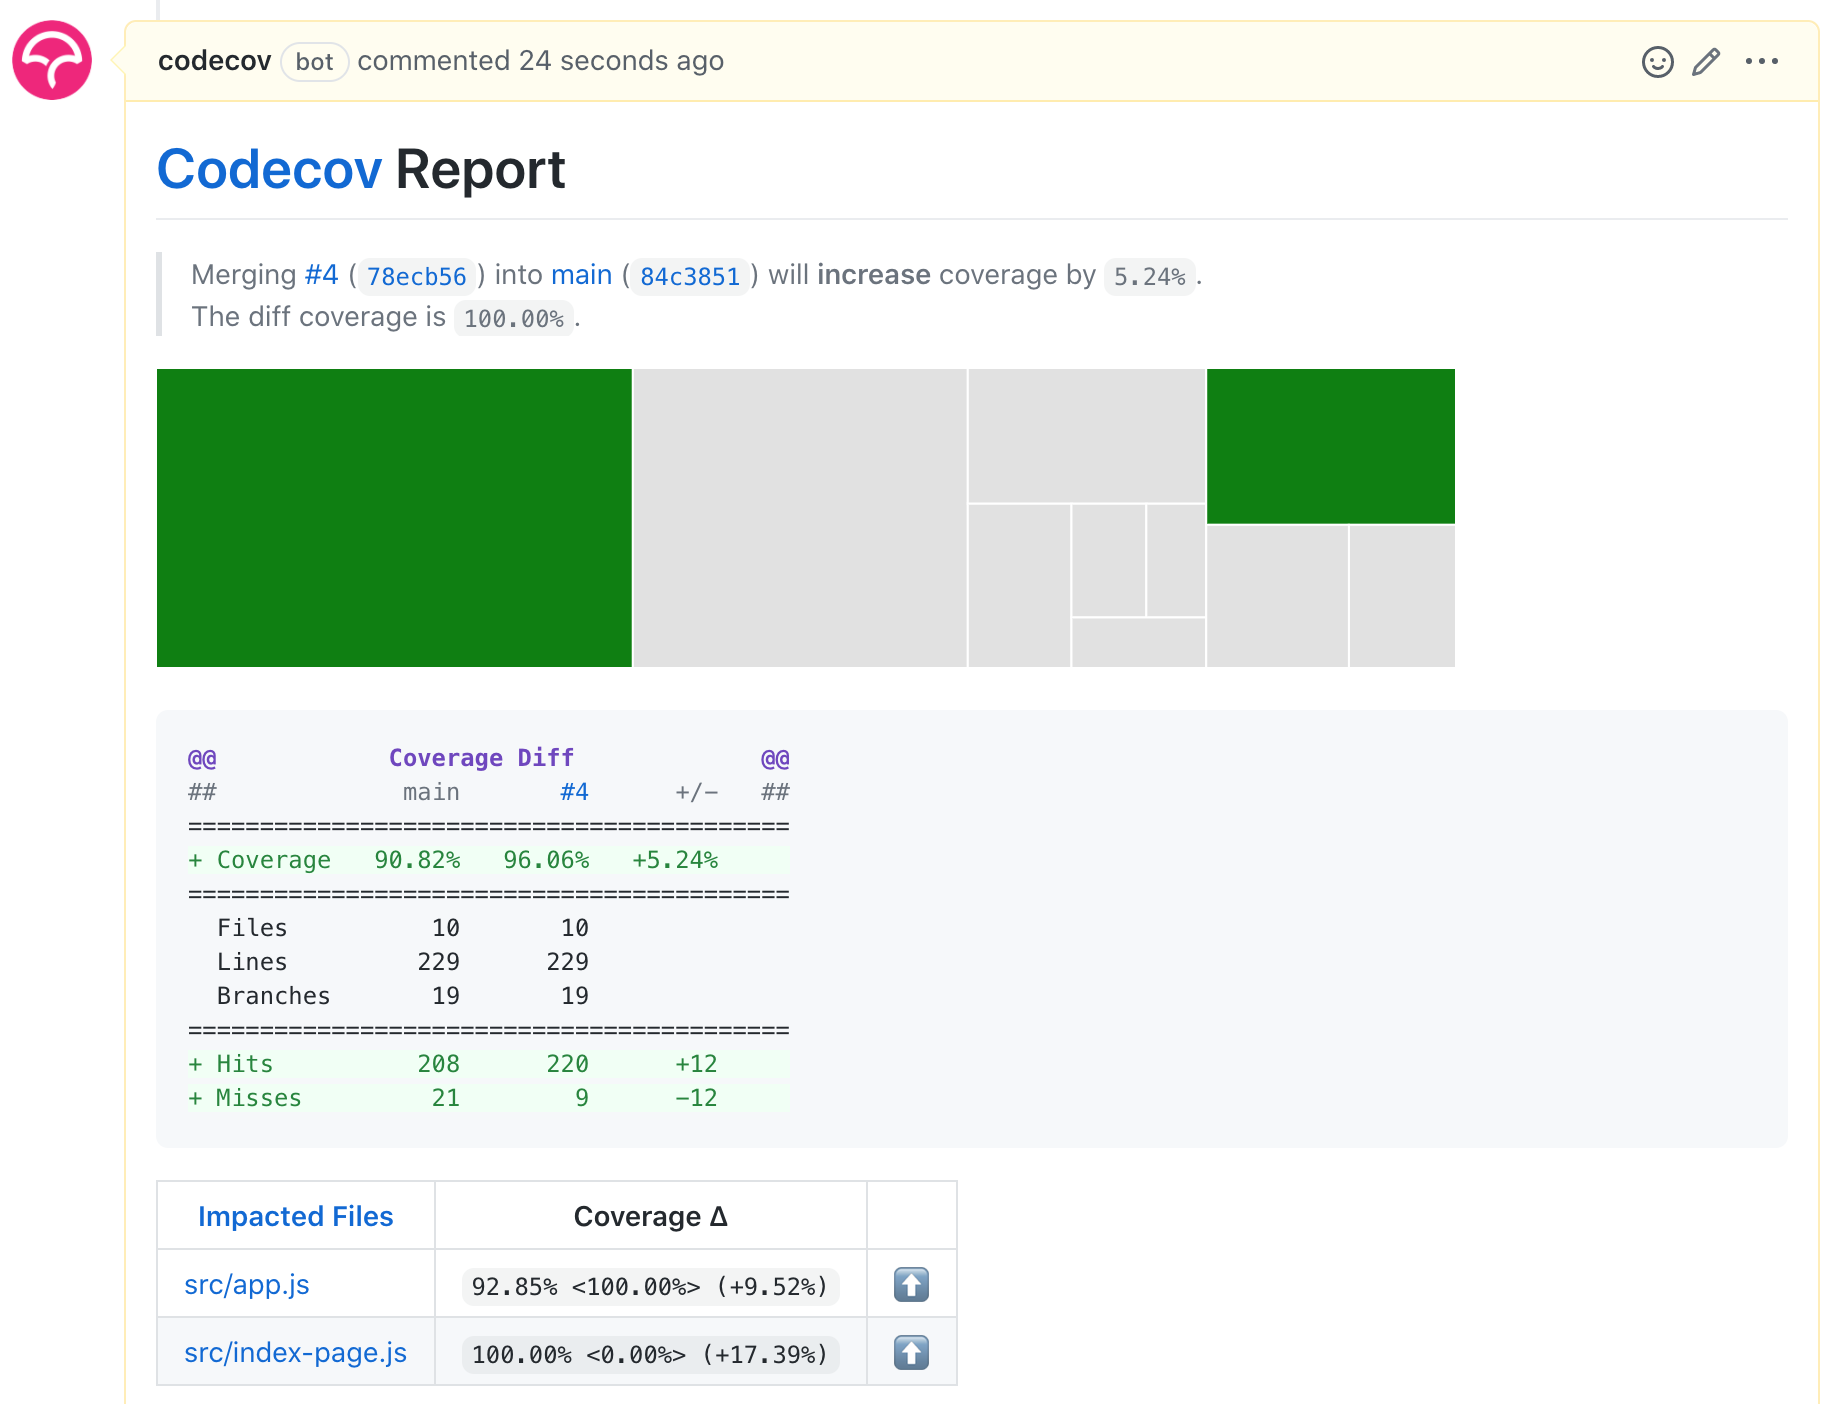 codecov bot commented 24 seconds ago
Codecov Report
Merging #4 (78ecb56) into main (84c3851) will increase coverage by 5.24%.
The diff coverage is 100.00%.
@@ Coverage Diff @@
## main #4 +/- ##
==========================================
+ Coverage 90.82% 96.06% +5.24%
==========================================
Files 10 10
Lines 229 229
Branches 19 19
==========================================
+ Hits 208 220 +12
+ Misses 21 9 -12
Impacted Files Coverage Δ
src/app.js 92.85% <100.00%> (+9.52%) ⬆️
src/index-page.js 100.00% <0.00%> (+17.39%) ⬆️